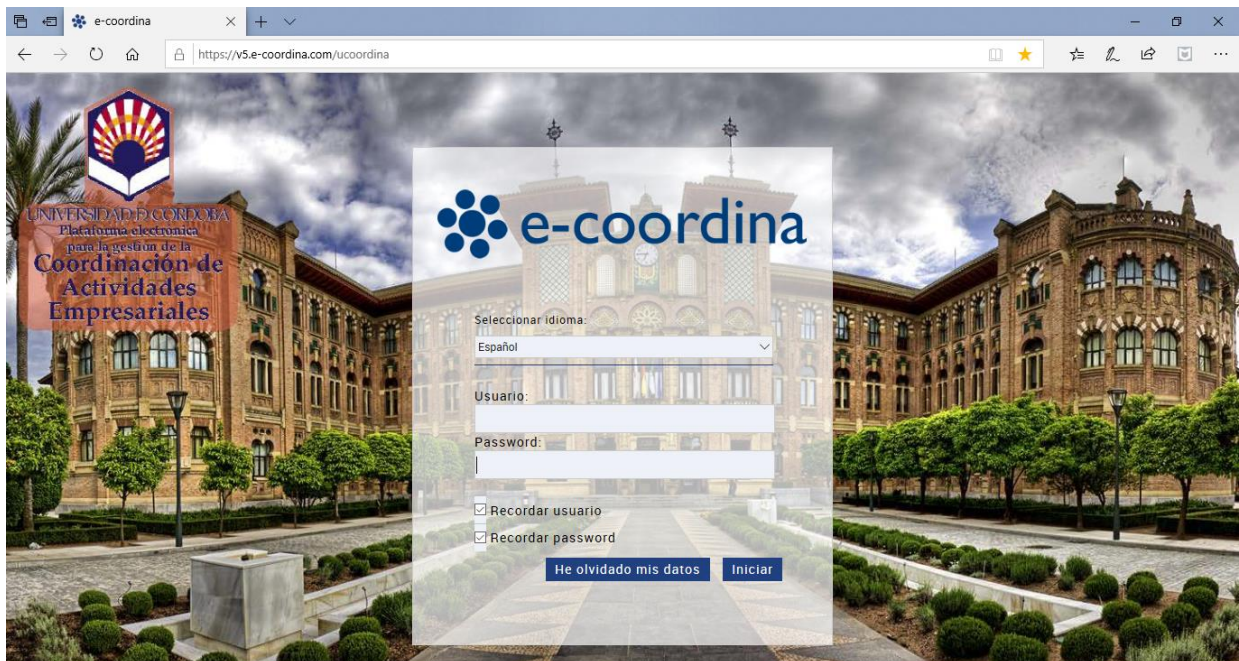 e-coordina
https://v5.e-coordina.com/ucoordina
UNIVERSIDAD D CORDOBA
Plataforma electrónica
para la gestión de la
Coordinación de
Actividades
Empresariales
e-coordina
Seleccionar idioma:
Español
Usuario:
Password:
Recordar usuario
Recordar password
He olvidado mis datos
Iniciar